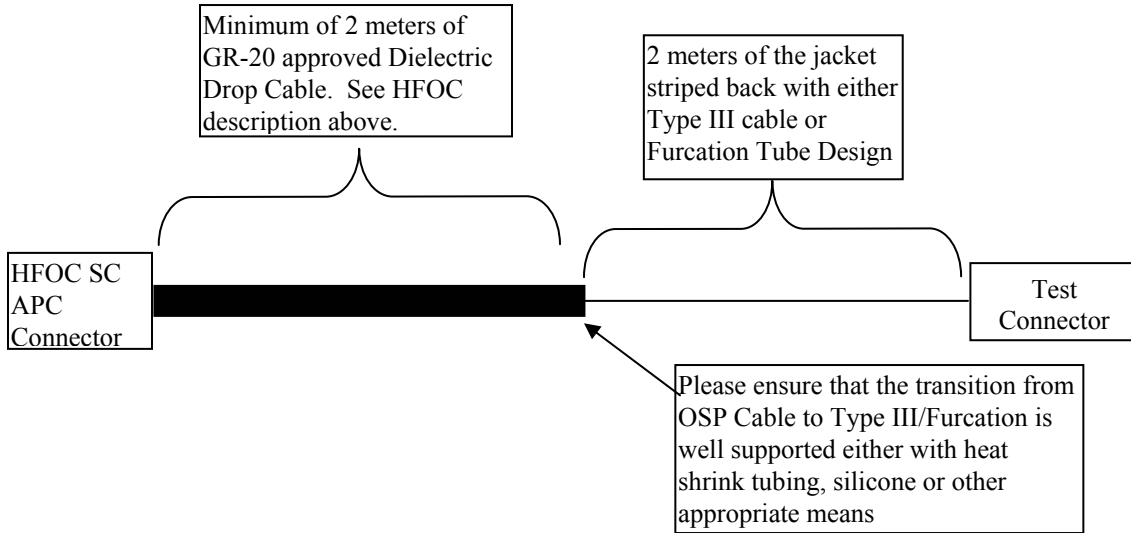 Minimum of 2 meters of
GR-20 approved Dielectric
Drop Cable.  See HFOC
description above.
2 meters of the jacket
striped back with either
Type III cable or
Furcation Tube Design
HFOC SC
APC
Connector
Test
Connector
Please ensure that the transition from
OSP Cable to Type III/Furcation is
well supported either with heat
shrink tubing, silicone or other
appropriate means